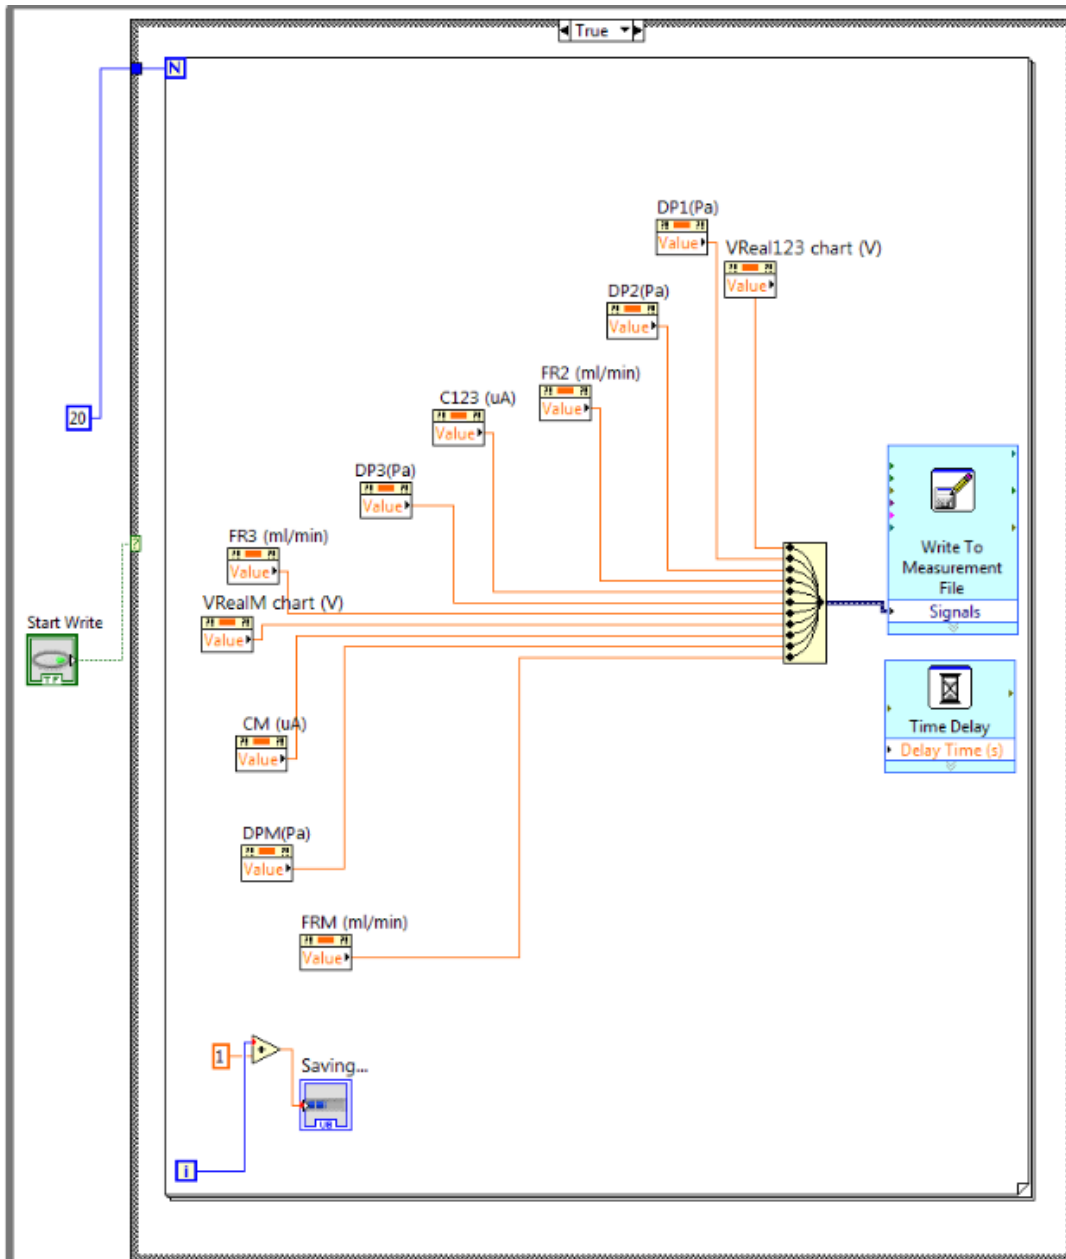 True
N
DP1(Pa)
Value
VReal123 chart (V)
Value
DP2(Pa)
Value
FR2 (ml/min)
Value
C123 (uA)
Value
20
DP3(Pa)
Value
FR3 (ml/min)
Value
VRealM chart (V)
Value
Write To
Measurement
File
Signals
?
Start Write
TF
Time Delay
Delay Time (s)
CM (uA)
Value
DPM(Pa)
Value
FRM (ml/min)
Value
1
Saving...
i